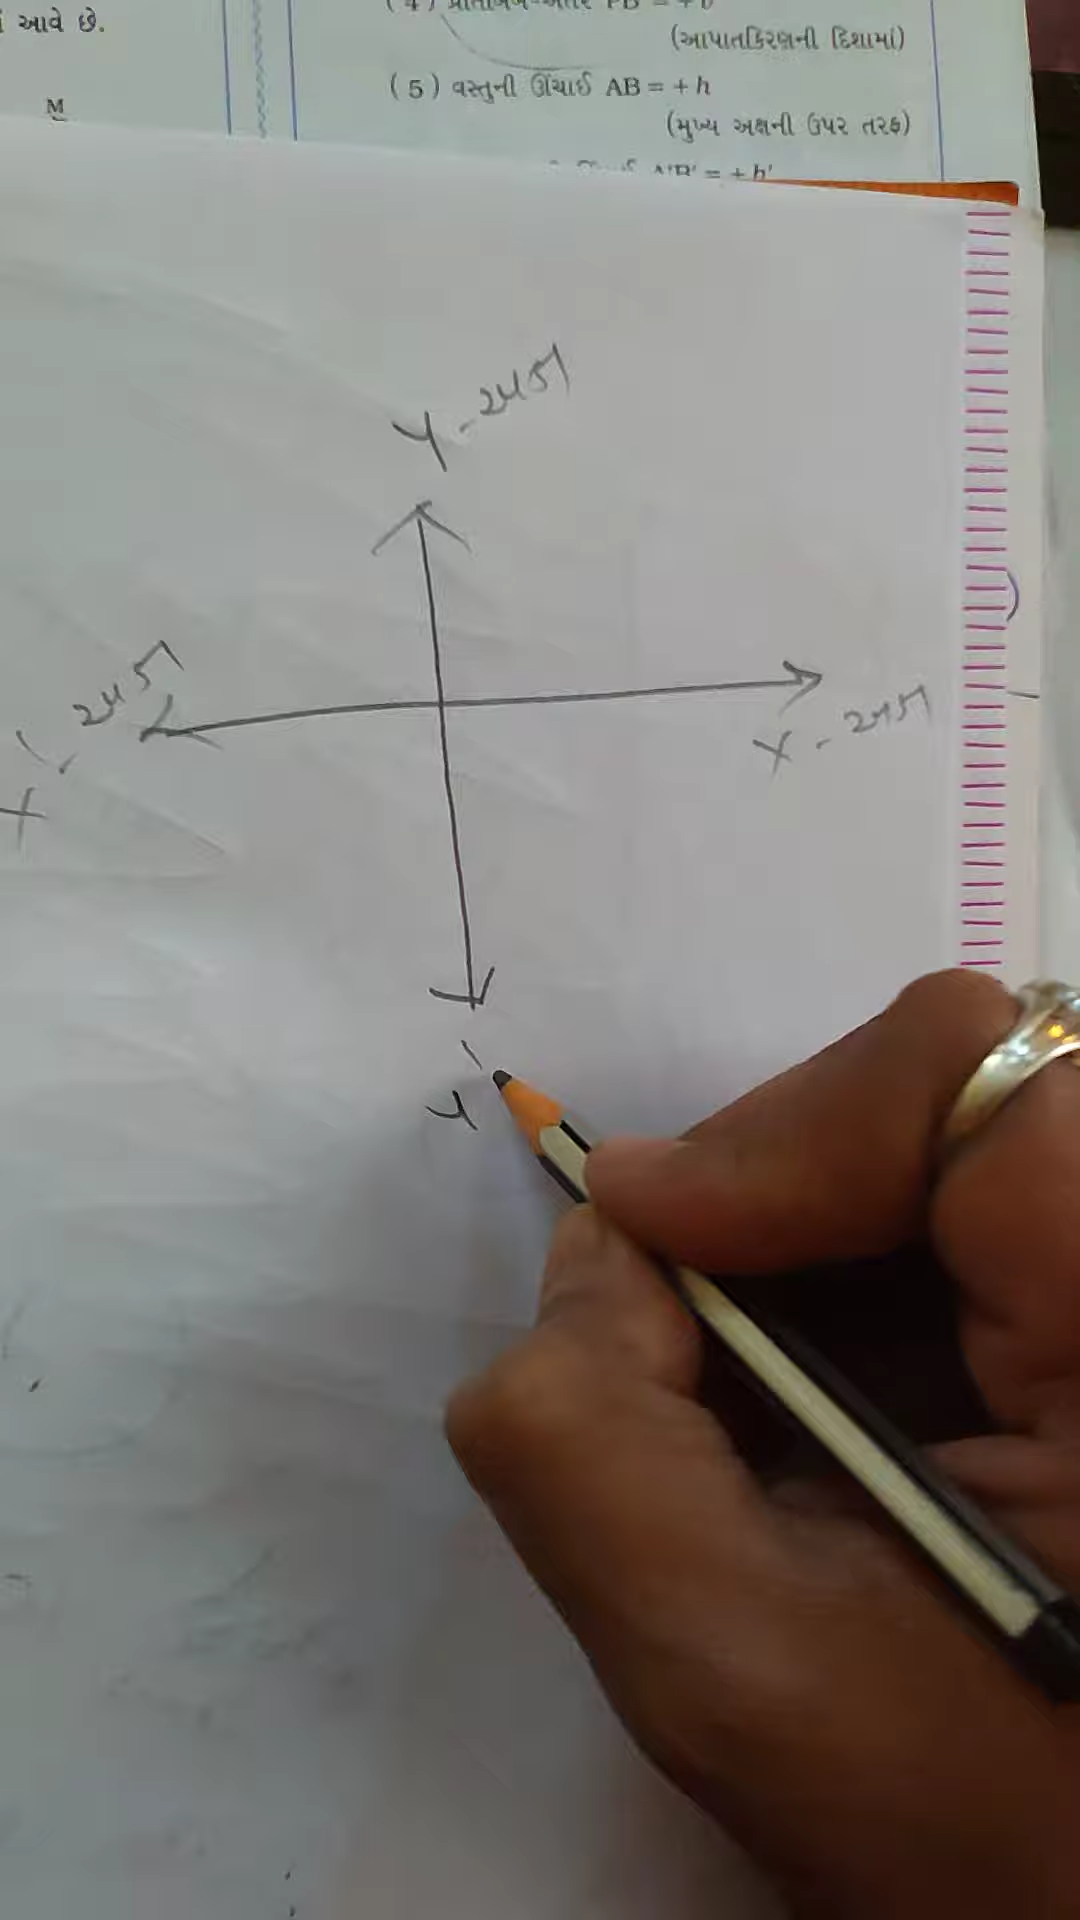 આવે છે.
M
(આપાતકિરણની દિશામાં)
(5) વસ્તુની ઊંચાઈ AB = + h
(મુખ્ય અક્ષની ઉપર તરફ)
A'B' = + h'
Y - અક્ષ
X' - અક્ષ
X - અક્ષ
Y'